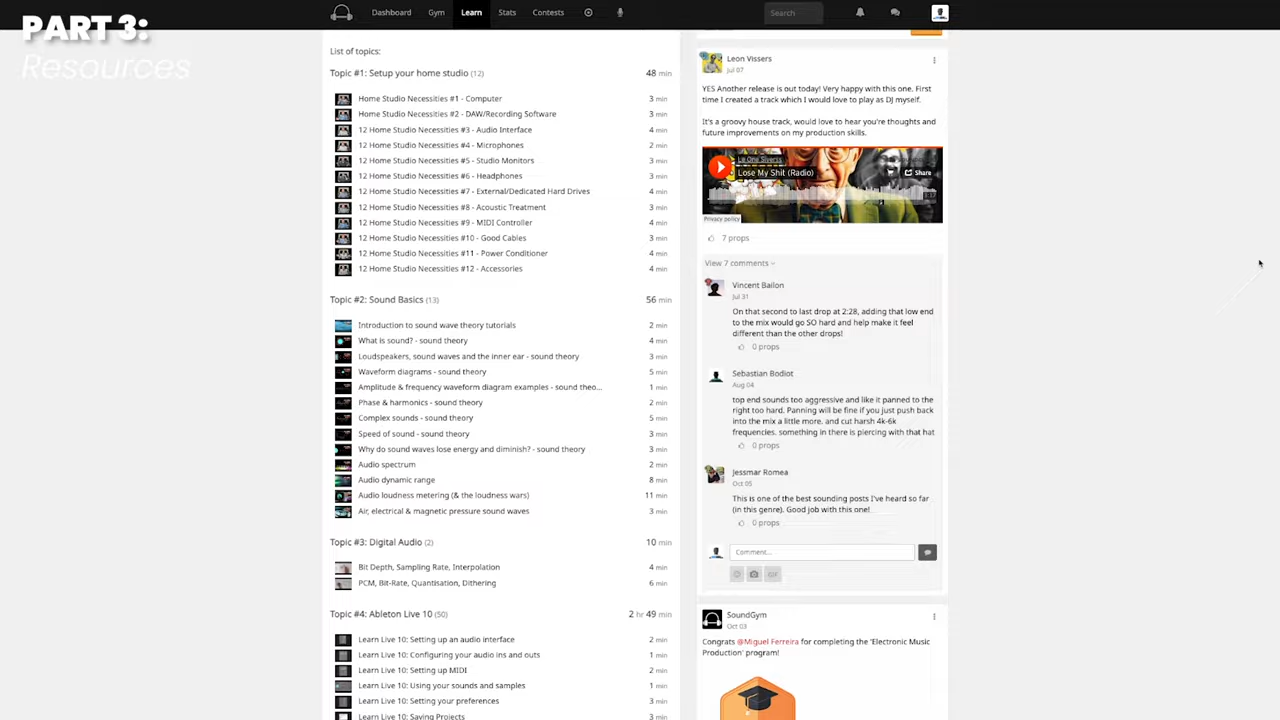 PART 3:
Resources
Dashboard
Gym
Learn
Stats
Contests
Search
List of topics:
Topic #1: Setup your home studio (12) 48 min
Home Studio Necessities #1 - Computer 3 min
Home Studio Necessities #2 - DAW/Recording Software 3 min
12 Home Studio Necessities #3 - Audio Interface 4 min
12 Home Studio Necessities #4 - Microphones 2 min
12 Home Studio Necessities #5 - Studio Monitors 3 min
12 Home Studio Necessities #6 - Headphones 3 min
12 Home Studio Necessities #7 - External/Dedicated Hard Drives 4 min
12 Home Studio Necessities #8 - Acoustic Treatment 3 min
12 Home Studio Necessities #9 - MIDI Controller 4 min
12 Home Studio Necessities #10 - Good Cables 3 min
12 Home Studio Necessities #11 - Power Conditioner 4 min
12 Home Studio Necessities #12 - Accessories 4 min
Topic #2: Sound Basics (13) 56 min
Introduction to sound wave theory tutorials 2 min
What is sound? - sound theory 4 min
Loudspeakers, sound waves and the inner ear - sound theory 3 min
Waveform diagrams - sound theory 5 min
Amplitude & frequency waveform diagram examples - sound theo... 1 min
Phase & harmonics - sound theory 2 min
Complex sounds - sound theory 5 min
Speed of sound - sound theory 3 min
Why do sound waves lose energy and diminish? - sound theory 3 min
Audio spectrum 2 min
Audio dynamic range 8 min
Audio loudness metering (& the loudness wars) 11 min
Air, electrical & magnetic pressure sound waves 3 min
Topic #3: Digital Audio (2) 10 min
Bit Depth, Sampling Rate, Interpolation 4 min
PCM, Bit-Rate, Quantisation, Dithering 6 min
Topic #4: Ableton Live 10 (50) 2 hr 49 min
Learn Live 10: Setting up an audio interface 2 min
Learn Live 10: Configuring your audio ins and outs 1 min
Learn Live 10: Setting up MIDI 2 min
Learn Live 10: Using your sounds and samples 1 min
Learn Live 10: Setting your preferences 3 min
Learn Live 10: Saving Projects 3 min
Leon Vissers
Jul 07
YES Another release is out today! Very happy with this one. First
time I created a track which I would love to play as DJ myself.
It's a groovy house track, would love to hear you're thoughts and
future improvements on my production skills.
Le One Siveris
Lose My Shit (Radio)
Share
Privacy policy
7 props
View 7 comments
Vincent Bailon
Jul 31
On that second to last drop at 2:28, adding that low end
to the mix would go SO hard and help make it feel
different than the other drops!
0 props
Sebastian Bodiot
Aug 04
top end sounds too aggressive and like it panned to the
right too hard. Panning will be fine if you just push back
into the mix a little more. and cut harsh 4k-6k
frequencies. something in there is piercing with that hat
0 props
Jessmar Romea
Oct 05
This is one of the best sounding posts I've heard so far
(in this genre). Good job with this one!
0 props
Comment...
GIF
SoundGym
Oct 03
Congrats @Miguel Ferreira for completing the 'Electronic Music
Production' program!